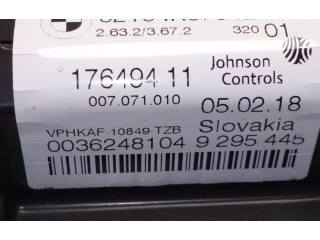 2.63.2/3.67.2 320 01
176494 11 Johnson Controls
007.071.010 05.02.18
VPHKAF-10849-TZB Slovakia
0036248104 9 295 445